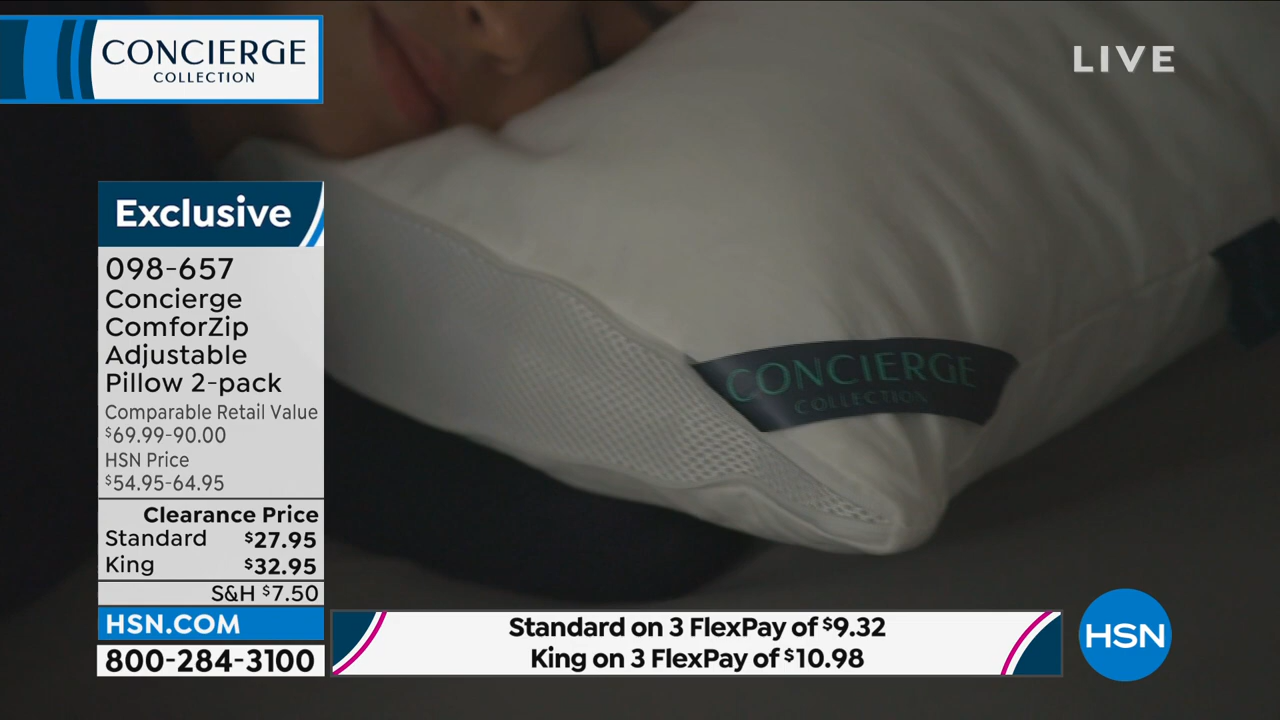 CONCIERGE
COLLECTION
LIVE
Exclusive
098-657
Concierge
ComforZip
Adjustable
Pillow 2-pack
Comparable Retail Value
$69.99-90.00
HSN Price
$54.95-64.95
Clearance Price
Standard $27.95
King $32.95
S&H $7.50
HSN.COM
800-284-3100
CONCIERGE
COLLECTION
Standard on 3 FlexPay of $9.32
King on 3 FlexPay of $10.98
HSN